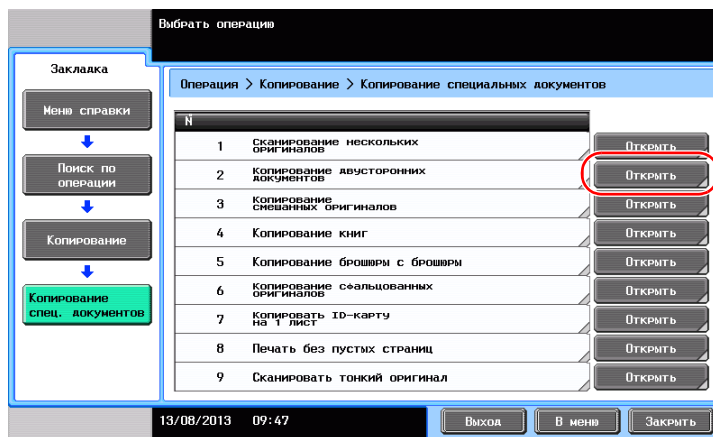 Выбрать операцию
Закладка
Меню справки
Поиск по
операции
Копирование
Копирование
спец. документов
Операция > Копирование > Копирование специальных документов
N
1 Сканирование нескольких
оригиналов Открыть
2 Копирование двусторонних
документов Открыть
3 Копирование
смешанных оригиналов Открыть
4 Копирование книг Открыть
5 Копирование брошюры с брошюры Открыть
6 Копирование сфальцованных
оригиналов Открыть
7 Копировать ID-карту
на 1 лист Открыть
8 Печать без пустых страниц Открыть
9 Сканировать тонкий оригинал Открыть
13/08/2013 09:47 Выход В меню Закрыть